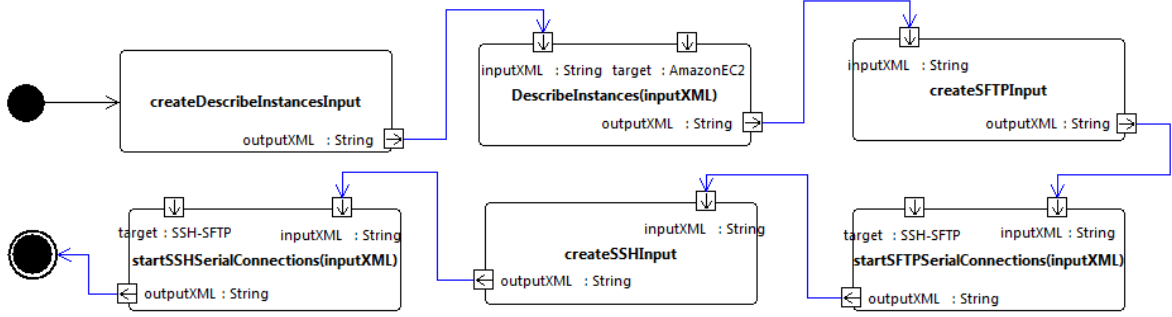 createDescribeInstancesInput
outputXML : String
inputXML : String target : AmazonEC2
DescribeInstances(inputXML)
outputXML : String
inputXML : String
createSFTPInput
outputXML : String
target : SSH-SFTP inputXML : String
startSSHSerialConnections(inputXML)
outputXML : String
inputXML : String
createSSHInput
outputXML : String
target : SSH-SFTP inputXML : String
startSFTPSerialConnections(inputXML)
outputXML : String